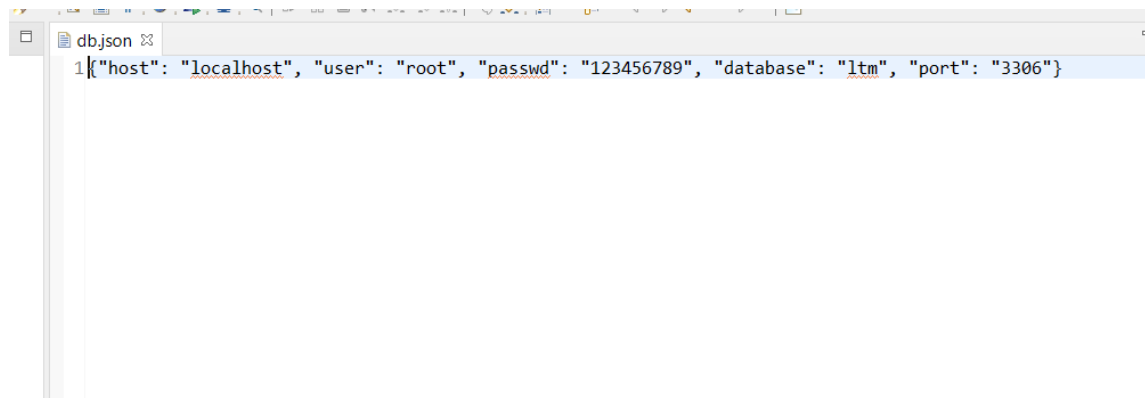 db.json
1 {"host": "localhost", "user": "root", "passwd": "123456789", "database": "ltm", "port": "3306"}